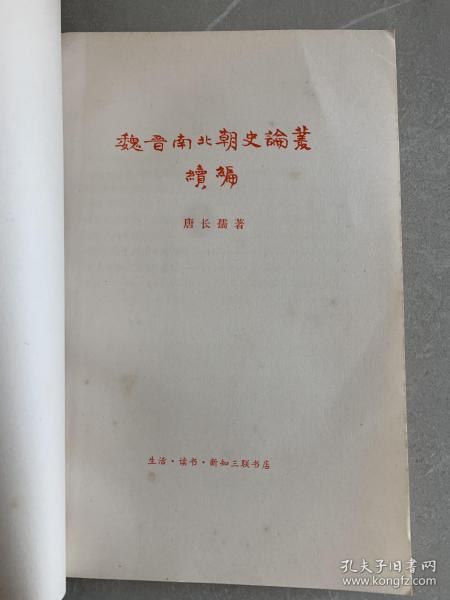 魏晋南北朝史論叢
續編
唐长孺著
生活·读书·新知三联书店
孔夫子旧书网
www.kongfz.com